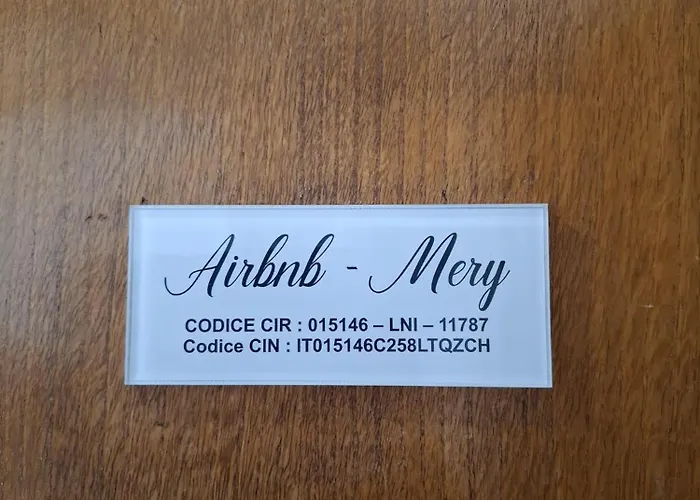 Airbnb - Mery
CODICE CIR : 015146 – LNI – 11787
Codice CIN : IT015146C258LTQZCH